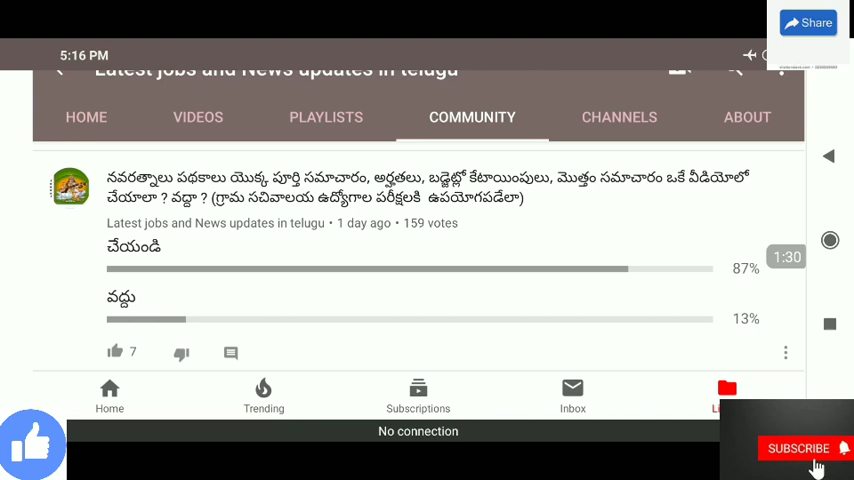 Share
5:16 PM
Latest jobs and News updates in telugu
HOME VIDEOS PLAYLISTS COMMUNITY CHANNELS ABOUT
నవరత్నాలు పథకాలు యొక్క పూర్తి సమాచారం, అర్హతలు, బడ్జెట్లో కేటాయింపులు, మొత్తం సమాచారం ఒకే వీడియోలో
చేయాలా ? వద్దా ? (గ్రామ సచివాలయ ఉద్యోగాల పరీక్షలకి ఉపయోగపడేలా)
Latest jobs and News updates in telugu • 1 day ago • 159 votes
చేయండి
1:30
87%
వద్దు
13%
7
Home Trending Subscriptions Inbox
No connection
SUBSCRIBE